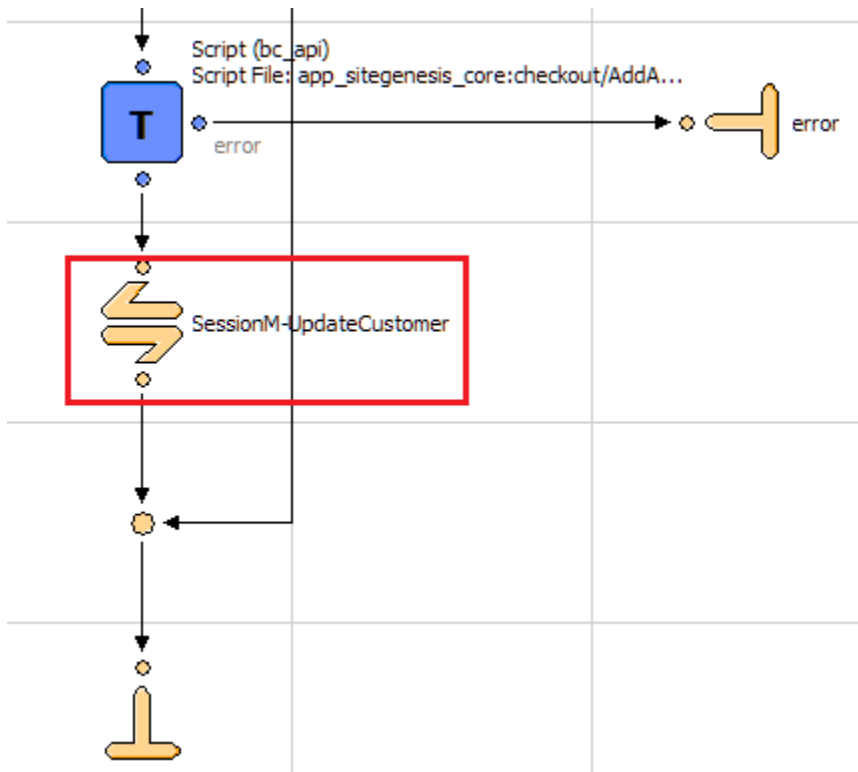 Script (bc_api)
Script File: app_sitegenesis_core:checkout/AddA...
T
error
error
SessionM-UpdateCustomer